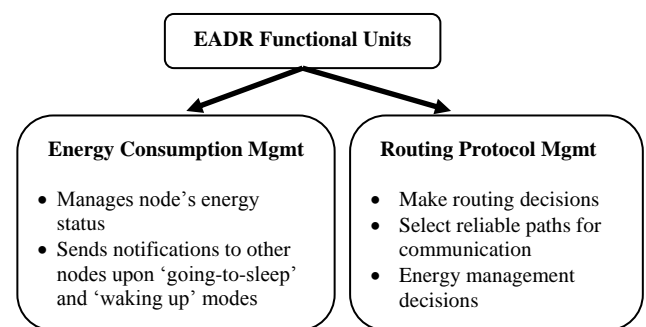 EADR Functional Units
Energy Consumption Mgmt
• Manages node's energy
status
• Sends notifications to other
nodes upon ‘going-to-sleep’
and ‘waking up’ modes
Routing Protocol Mgmt
• Make routing decisions
• Select reliable paths for
communication
• Energy management
decisions